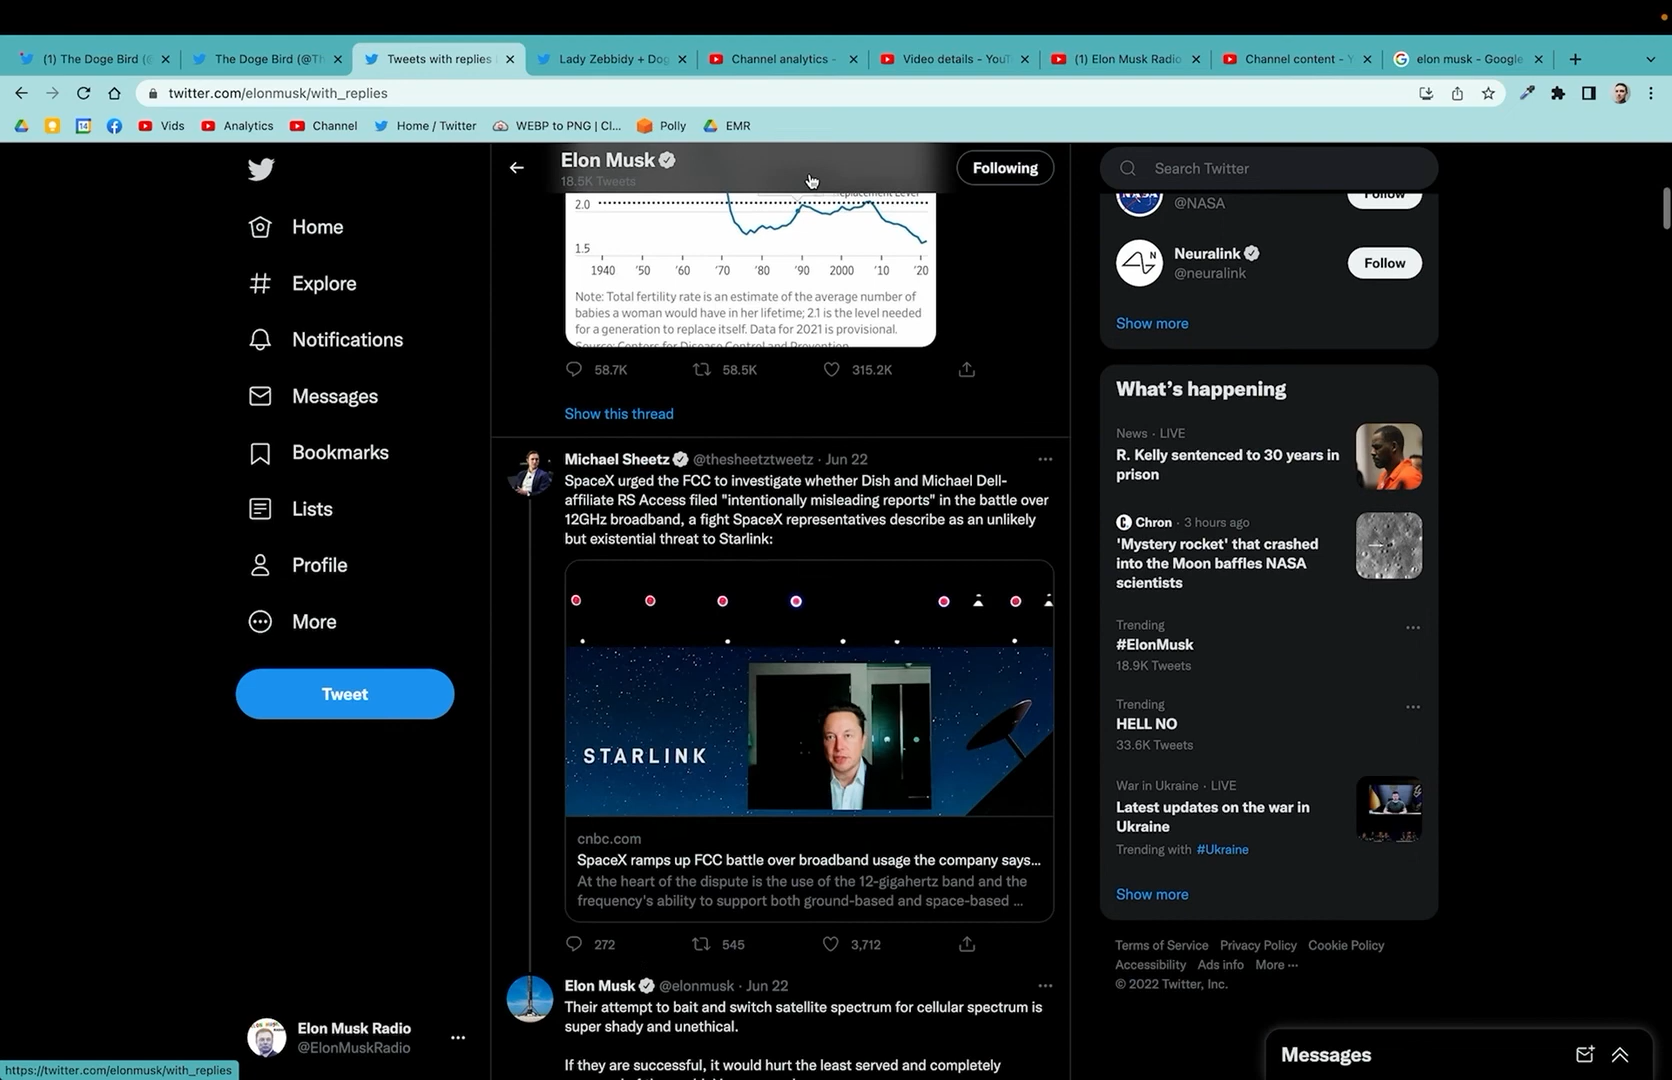 (1) The Doge Bird (@
The Doge Bird (@Th
Tweets with replies
Lady Zebbidy + Dog
Channel analytics -
Video details - YouT
(1) Elon Musk Radio
Channel content - Y
elon musk - Google
twitter.com/elonmusk/with_replies
17
14
Vids
Analytics
Channel
Home / Twitter
WEBP to PNG | Cl...
Polly
EMR
Elon Musk
18.5K Tweets
Following
Search Twitter
Home
Explore
Notifications
Messages
Bookmarks
Lists
Profile
More
Tweet
Elon Musk Radio
@ElonMuskRadio
https://twitter.com/elonmusk/with_replies
Replacement Level
2.0
1.5
1940 '50 '60 '70 '80 '90 2000 '10 '20
Note: Total fertility rate is an estimate of the average number of
babies a woman would have in her lifetime; 2.1 is the level needed
for a generation to replace itself. Data for 2021 is provisional.
Source: Centers for Disease Control and Prevention
58.7K 58.5K 315.2K
Show this thread
Michael Sheetz @thesheetztweetz · Jun 22
SpaceX urged the FCC to investigate whether Dish and Michael Dell-
affiliate RS Access filed "intentionally misleading reports" in the battle over
12GHz broadband, a fight SpaceX representatives describe as an unlikely
but existential threat to Starlink:
STARLINK
cnbc.com
SpaceX ramps up FCC battle over broadband usage the company says...
At the heart of the dispute is the use of the 12-gigahertz band and the
frequency's ability to support both ground-based and space-based ...
272 545 3,712
Elon Musk @elonmusk · Jun 22
Their attempt to bait and switch satellite spectrum for cellular spectrum is
super shady and unethical.
If they are successful, it would hurt the least served and completely
NASA
@NASA
Follow
Neuralink
@neuralink
Follow
Show more
What's happening
News · LIVE
R. Kelly sentenced to 30 years in
prison
Chron · 3 hours ago
'Mystery rocket' that crashed
into the Moon baffles NASA
scientists
Trending
#ElonMusk
18.9K Tweets
Trending
HELL NO
33.6K Tweets
War in Ukraine · LIVE
Latest updates on the war in
Ukraine
Trending with #Ukraine
Show more
Terms of Service Privacy Policy Cookie Policy
Accessibility Ads info More ...
© 2022 Twitter, Inc.
Messages